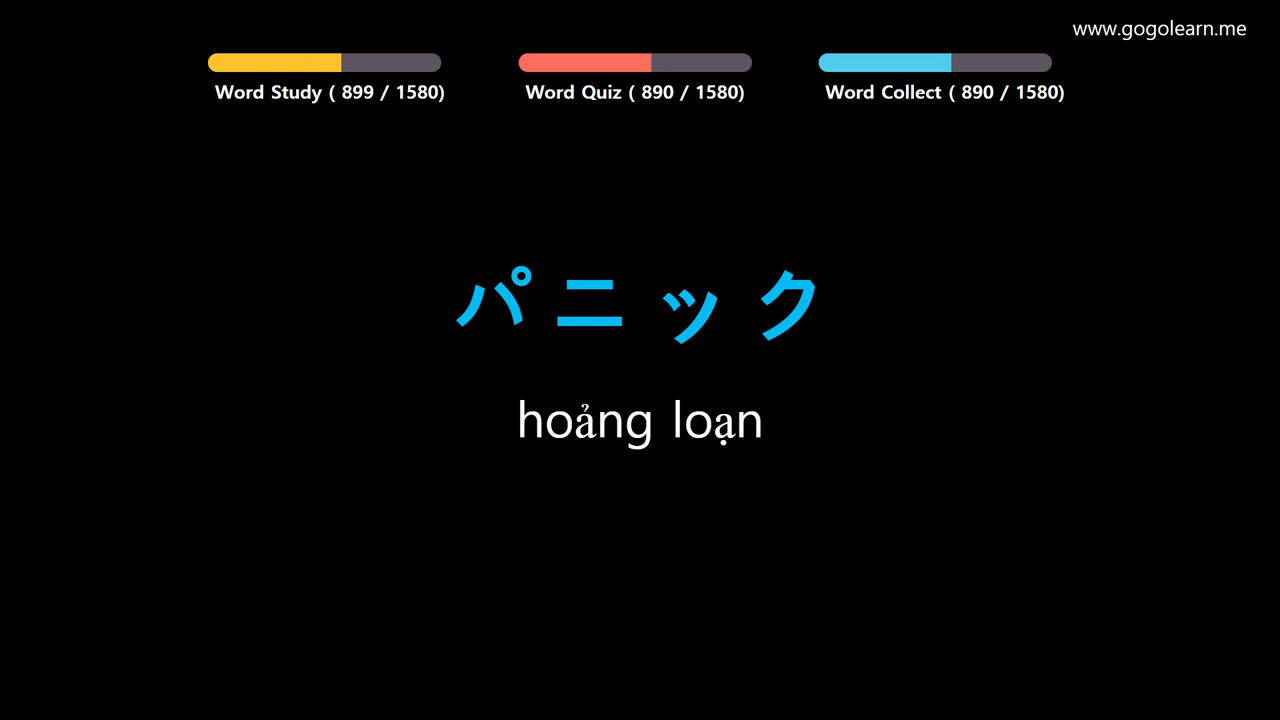 www.gogolearn.me
Word Study ( 899 / 1580)
Word Quiz ( 890 / 1580)
Word Collect ( 890 / 1580)
パニック
hoảng loạn